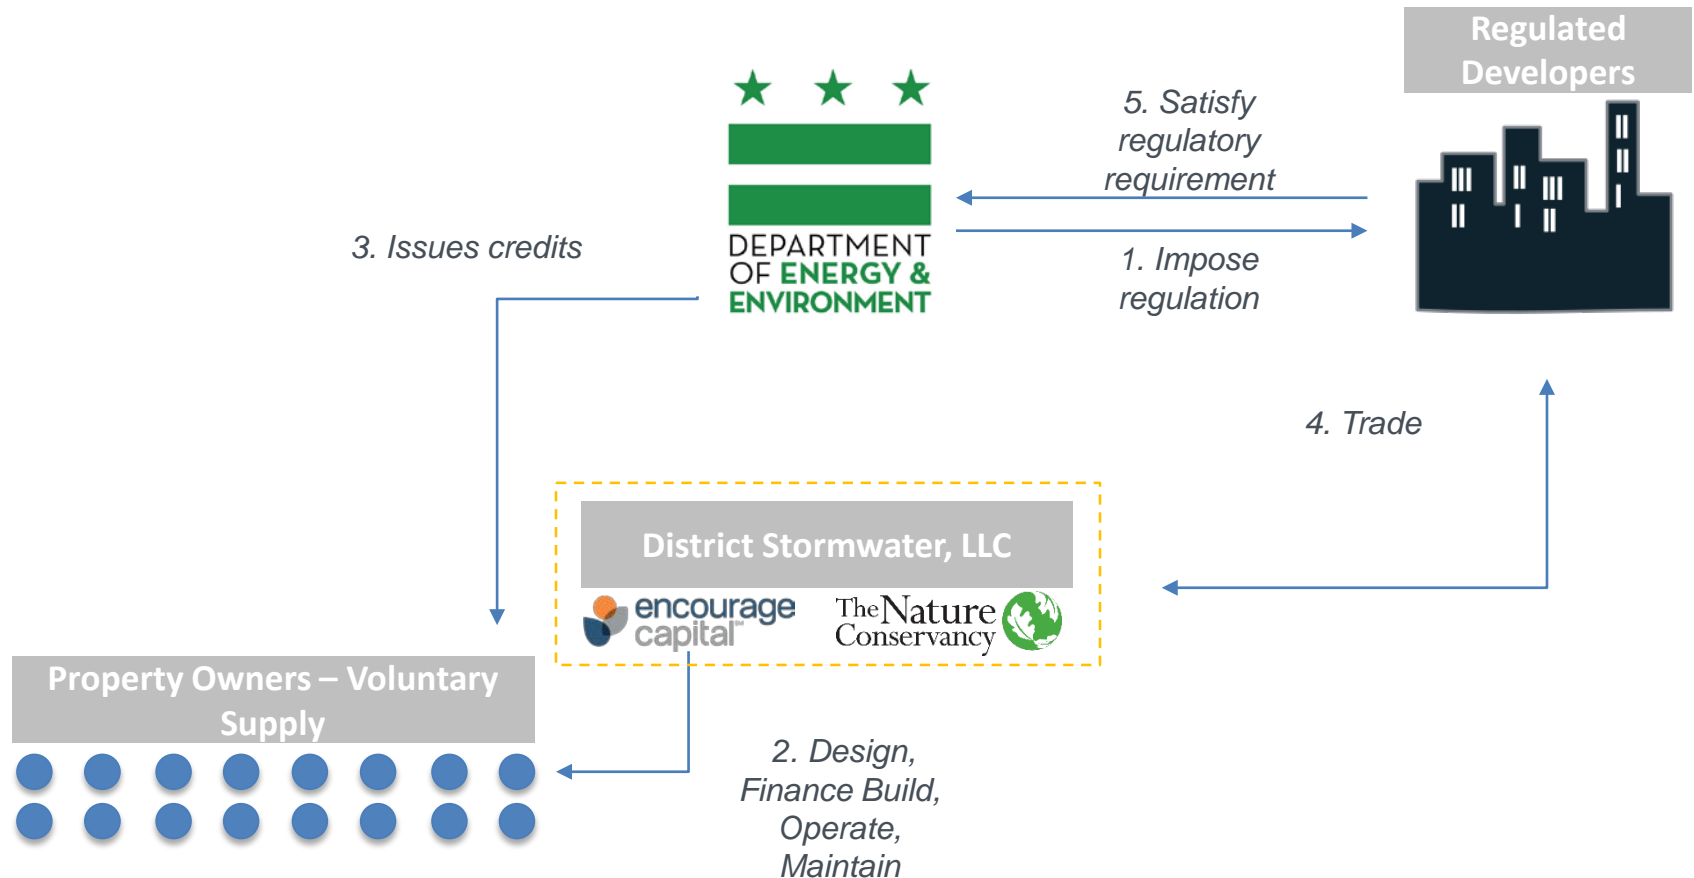 Regulated
Developers
5. Satisfy
regulatory
requirement
DEPARTMENT
OF ENERGY &
ENVIRONMENT
3. Issues credits
1. Impose
regulation
4. Trade
District Stormwater, LLC
encourage
capital℠
The Nature
Conservancy
Property Owners – Voluntary
Supply
2. Design,
Finance Build,
Operate,
Maintain